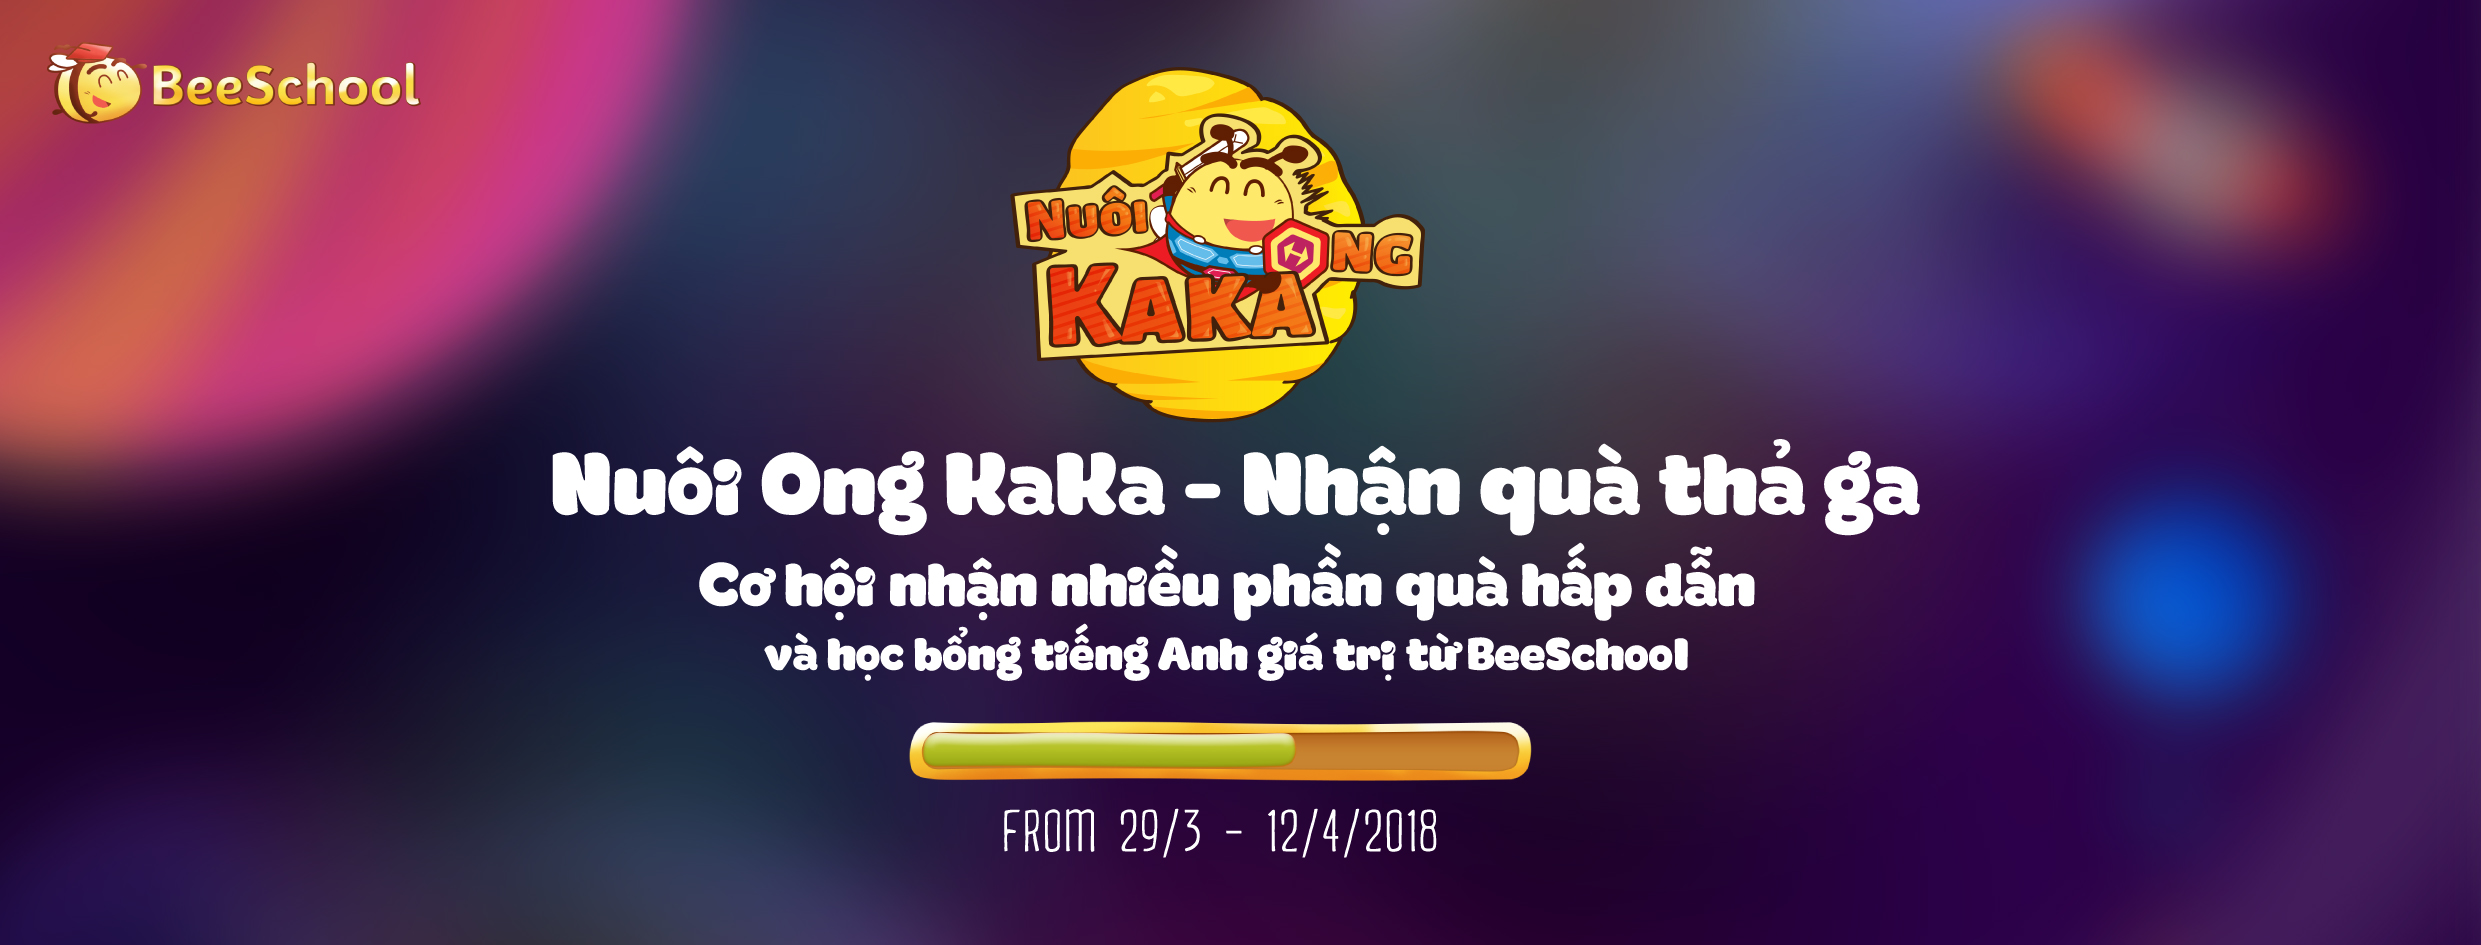 BeeSchool
NUÔI ONG
KAKA
Nuôi Ong KaKa - Nhận quà thả ga
Cơ hội nhận nhiều phần quà hấp dẫn
và học bổng tiếng Anh giá trị từ BeeSchool
FROM 29/3 - 12/4/2018